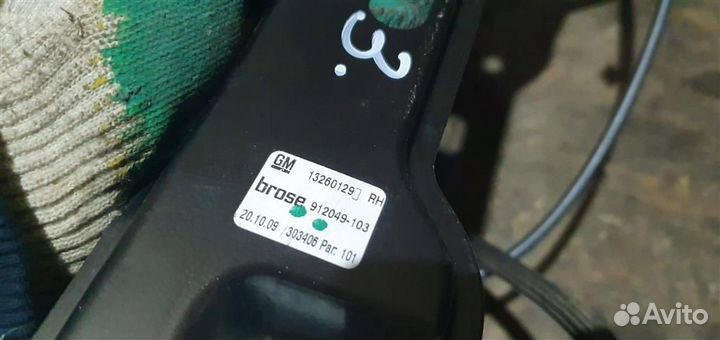 3.
GM
13260129 RH
brose 912049-103
20.10.09 /303406 Par. 101
Avito